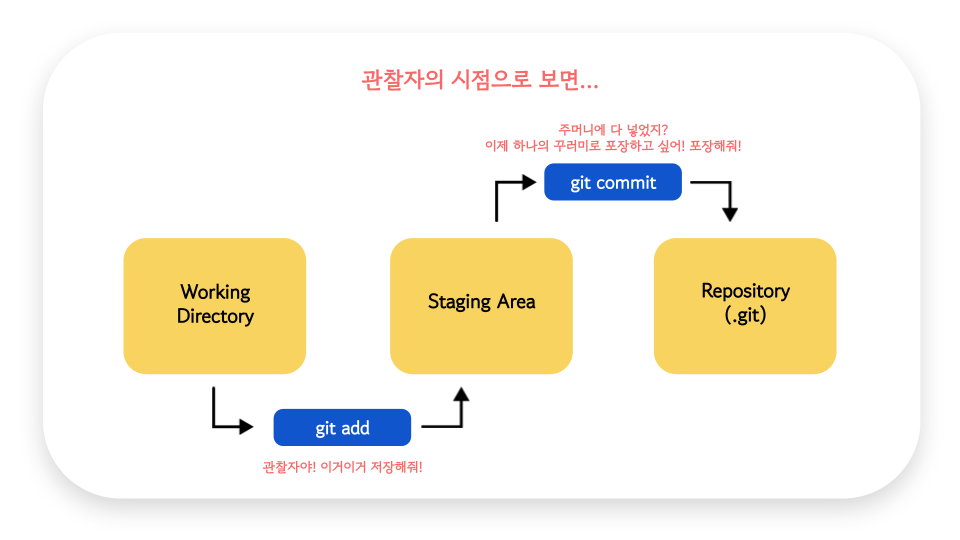 관찰자의 시점으로 보면...
주머니에 다 넣었지?
이제 하나의 꾸러미로 포장하고 싶어! 포장해줘!
git commit
Working
Directory
Staging Area
Repository
(.git)
git add
관찰자야! 이거이거 저장해줘!